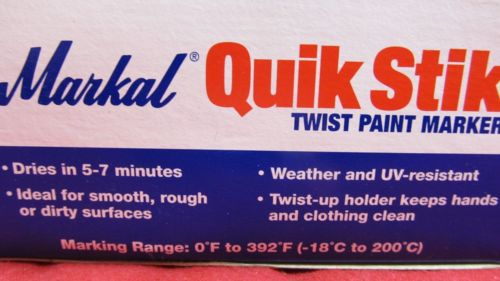 Markal® Quik Stik
TWIST PAINT MARKER
• Dries in 5-7 minutes
• Ideal for smooth, rough
or dirty surfaces
• Weather and UV-resistant
• Twist-up holder keeps hands
and clothing clean
Marking Range: 0°F to 392°F (-18°C to 200°C)